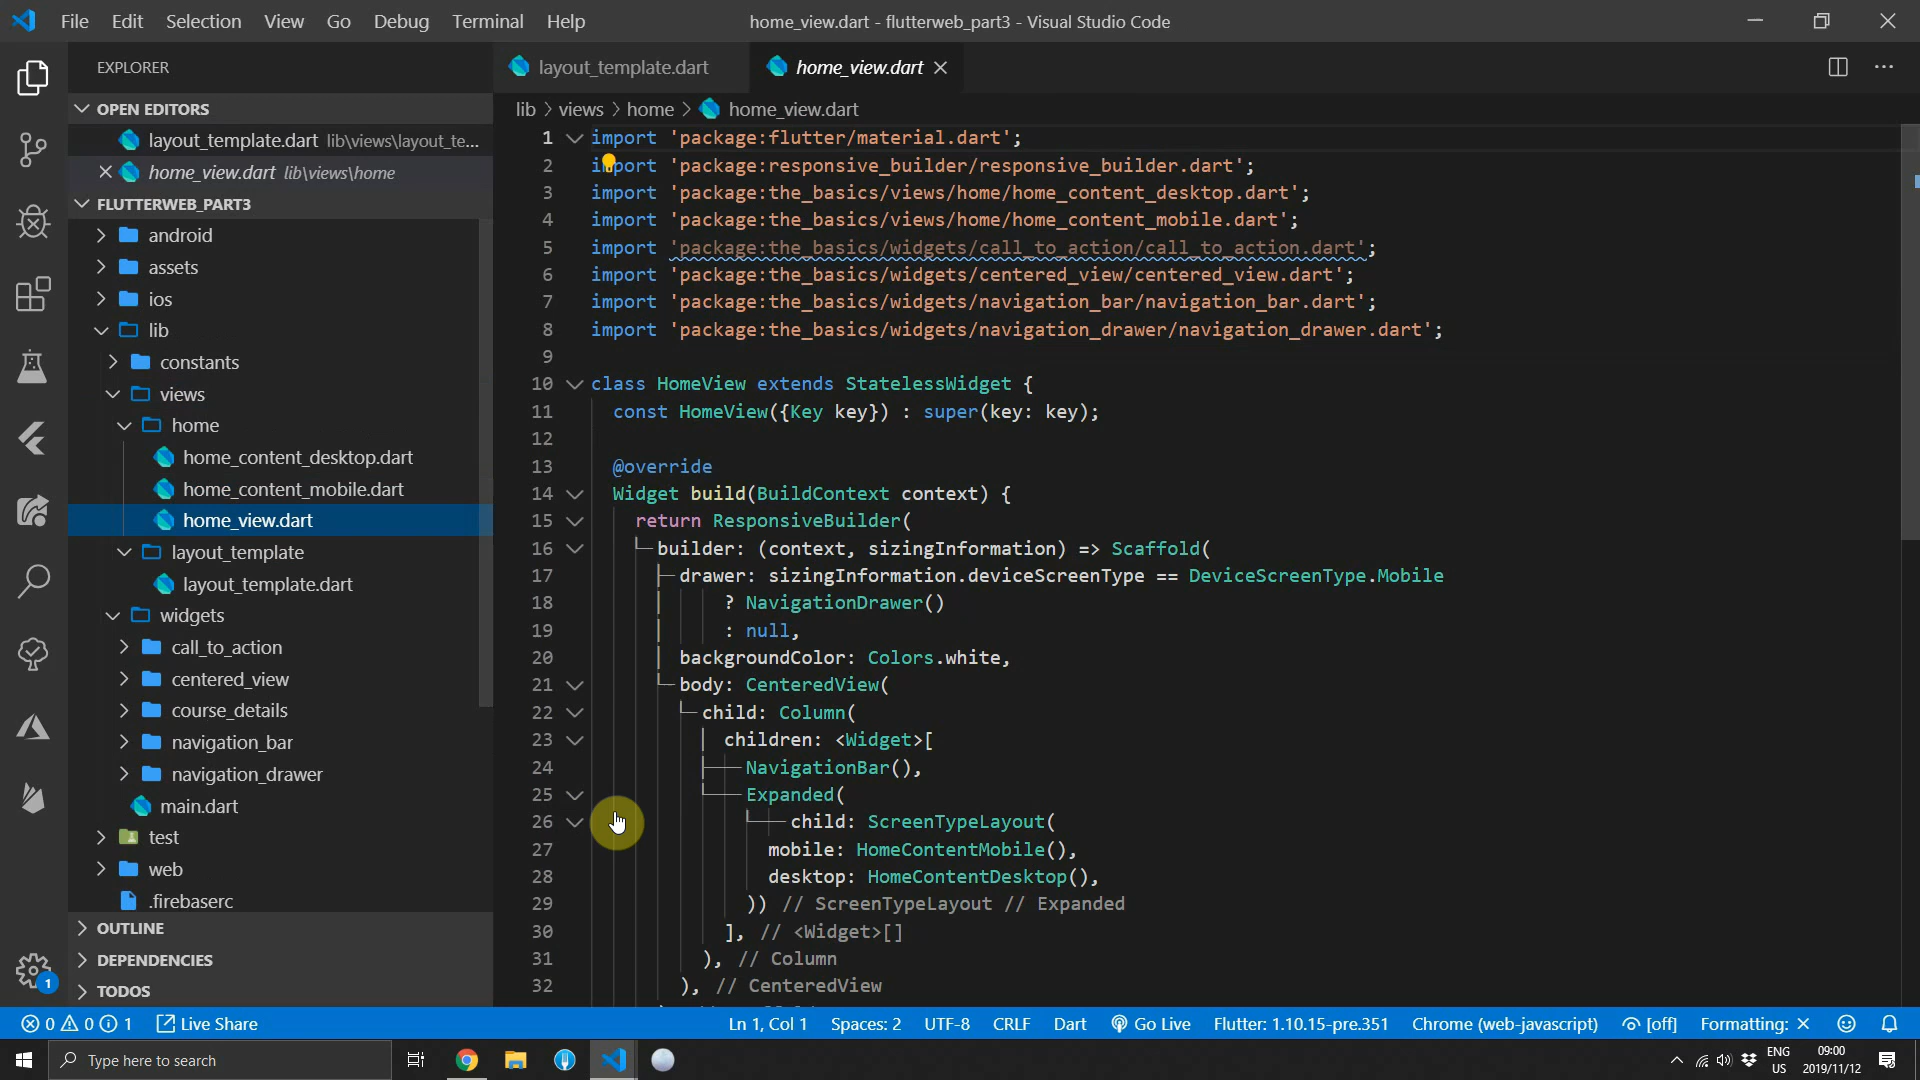 File Edit Selection View Go Debug Terminal Help
home_view.dart - flutterweb_part3 - Visual Studio Code
EXPLORER
OPEN EDITORS
layout_template.dart lib\views\layout_te...
home_view.dart lib\views\home
FLUTTERWEB_PART3
android
assets
ios
lib
constants
views
home
home_content_desktop.dart
home_content_mobile.dart
home_view.dart
layout_template
layout_template.dart
widgets
call_to_action
centered_view
course_details
navigation_bar
navigation_drawer
main.dart
test
web
.firebaserc
OUTLINE
DEPENDENCIES
TODOS
1
layout_template.dart
home_view.dart
lib > views > home > home_view.dart
1 import 'package:flutter/material.dart';
2 import 'package:responsive_builder/responsive_builder.dart';
3 import 'package:the_basics/views/home/home_content_desktop.dart';
4 import 'package:the_basics/views/home/home_content_mobile.dart';
5 import 'package:the_basics/widgets/call_to_action/call_to_action.dart';
6 import 'package:the_basics/widgets/centered_view/centered_view.dart';
7 import 'package:the_basics/widgets/navigation_bar/navigation_bar.dart';
8 import 'package:the_basics/widgets/navigation_drawer/navigation_drawer.dart';
9
10 class HomeView extends StatelessWidget {
11 const HomeView({Key key}) : super(key: key);
12
13 @override
14 Widget build(BuildContext context) {
15 return ResponsiveBuilder(
16 builder: (context, sizingInformation) => Scaffold(
17 drawer: sizingInformation.deviceScreenType == DeviceScreenType.Mobile
18 ? NavigationDrawer()
19 : null,
20 backgroundColor: Colors.white,
21 body: CenteredView(
22 child: Column(
23 children: <Widget>[
24 NavigationBar(),
25 Expanded(
26 child: ScreenTypeLayout(
27 mobile: HomeContentMobile(),
28 desktop: HomeContentDesktop(),
29 )) // ScreenTypeLayout // Expanded
30 ], // <Widget>[]
31 ), // Column
32 ), // CenteredView
0 0 1 Live Share Ln 1, Col 1 Spaces: 2 UTF-8 CRLF Dart Go Live Flutter: 1.10.15-pre.351 Chrome (web-javascript) [off] Formatting: ×
Type here to search
ENG
US
09:00
2019/11/12